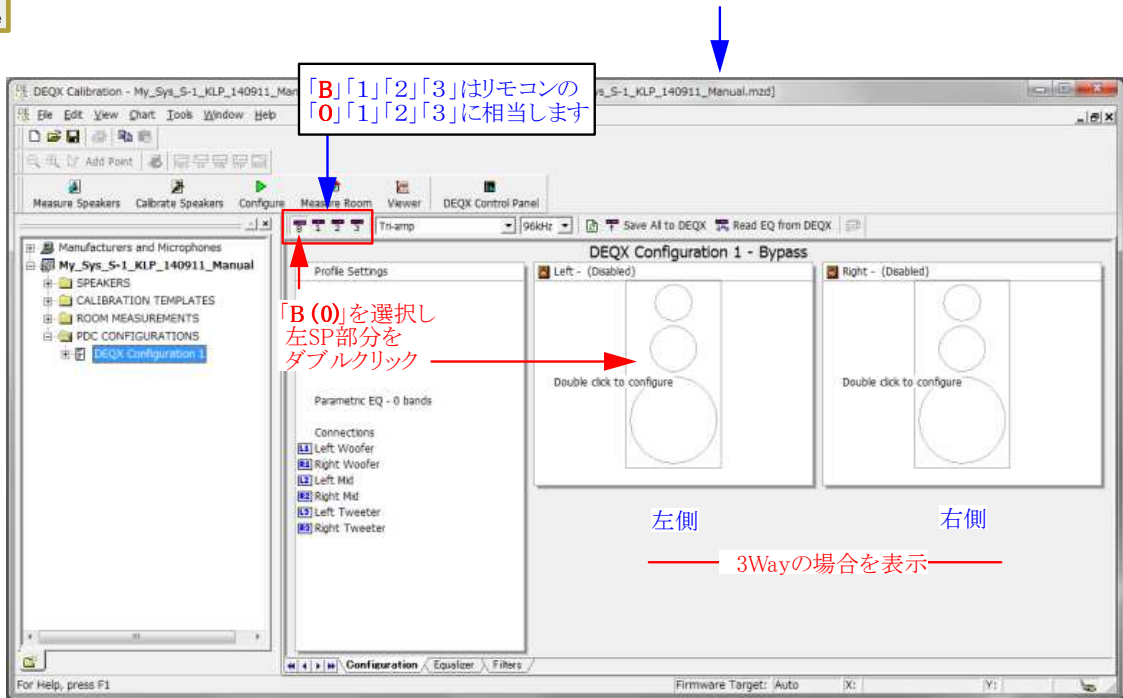 「B」「1」「2」「3」はリモコンの
「0」「1」「2」「3」に相当します
DEQX Calibration - My_Sys_S-1_KLP_140911_Man
s_S-1_KLP_140911_Manual.mzd]
File Edit View Chart Tools Window Help
Add Point
Measure Speakers Calibrate Speakers Configure Measure Room Viewer DEQX Control Panel
B 1 2 3 Tri-amp 96kHz Save All to DEQX Read EQ from DEQX
Manufacturers and Microphones
My_Sys_S-1_KLP_140911_Manual
SPEAKERS
CALIBRATION TEMPLATES
ROOM MEASUREMENTS
PDC CONFIGURATIONS
DEQX Configuration 1
DEQX Configuration 1 - Bypass
Profile Settings
Left - (Disabled)
Right - (Disabled)
「B (0)」を選択し
左SP部分を
ダブルクリック
Double click to configure
Double click to configure
Parametric EQ - 0 bands
Connections
L1 Left Woofer
R1 Right Woofer
L2 Left Mid
R2 Right Mid
L3 Left Tweeter
R3 Right Tweeter
左側
右側
3Wayの場合を表示
Configuration Equalizer Filters
For Help, press F1
Firmware Target: Auto X: Y: